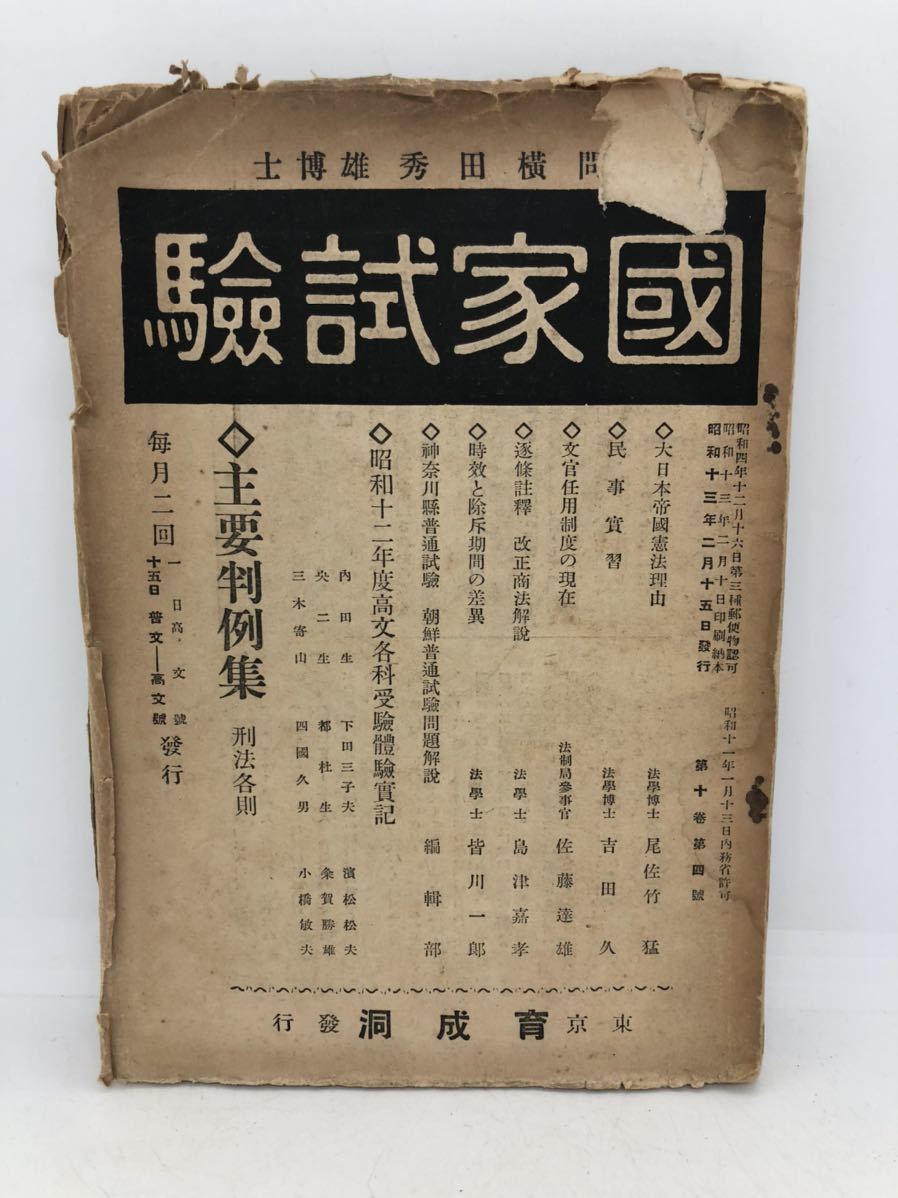 問 橫田秀雄博士
國家試驗
昭和四年十二月十六日第三種郵便物認可
昭和十三年二月十日印刷納本
昭和十三年二月十五日發行
昭和十一年一月十三日內務省許可
第十卷第四號
◇大日本帝國憲法理由 法學博士 尾佐竹猛
◇民事實習 法學博士 吉田久
◇文官任用制度の現在 法制局參事官 佐藤達雄
◇逐條註釋 改正商法解說 法學士 島津嘉孝
◇時效と除斥期間の差異 法學士 皆川一郎
◇神奈川縣普通試驗 朝鮮普通試驗問題解說 編輯部
◇昭和十二年度高文各科受驗體驗實記
內田生 下田三子夫 濱松松夫
央二生 都杜生 粂賀勝雄
三木寄山 四國久男 小橋敏夫
◇主要判例集 刑法各則
每月二回 一日高文號 十五日普文—高文號 發行
東京 育成洞 發行